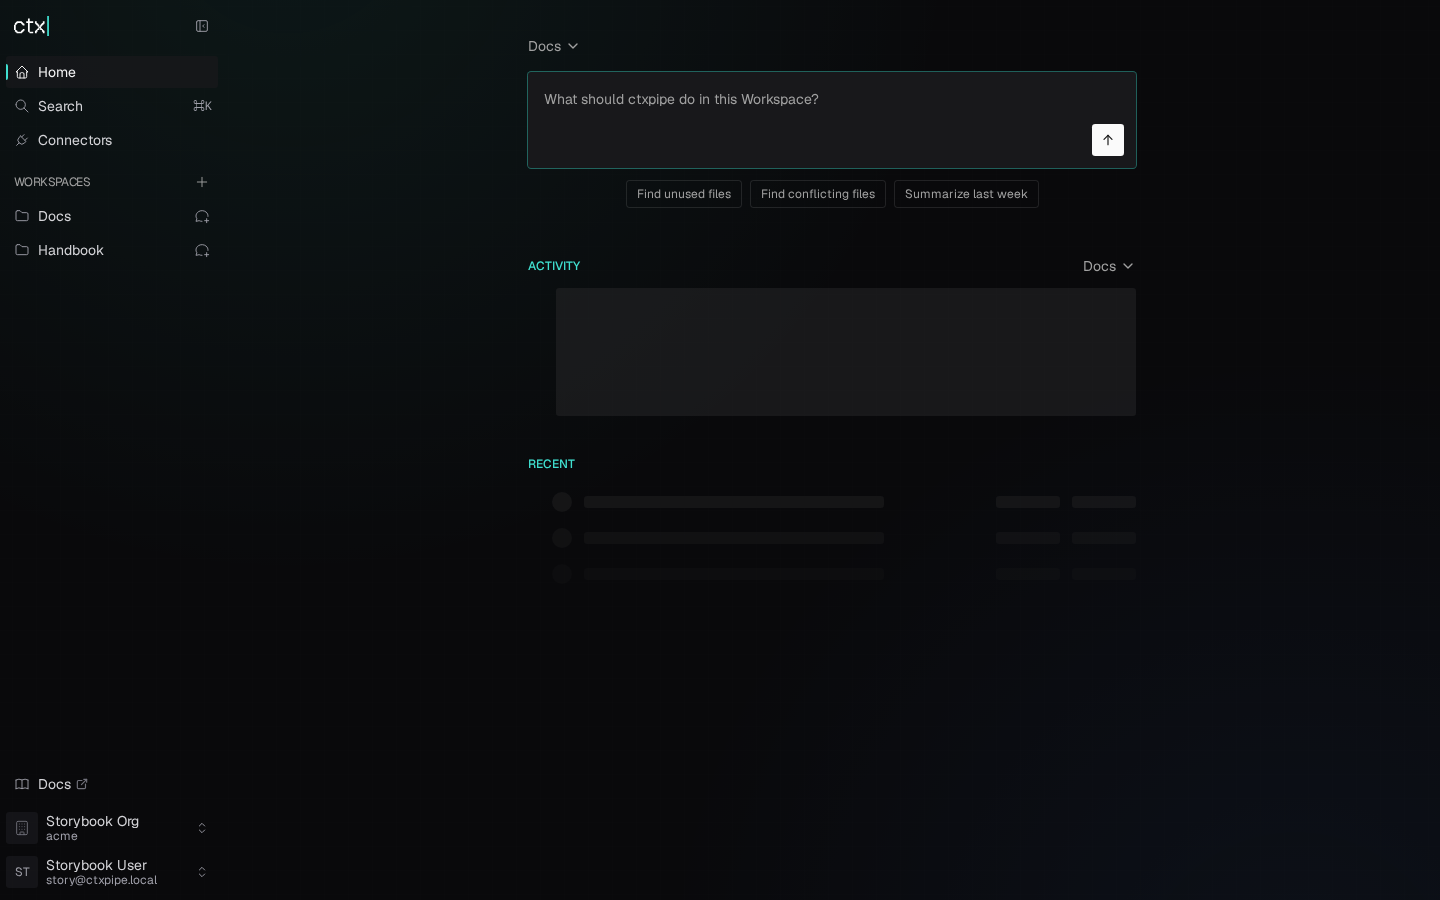 ctx
Home
Search ⌘K
Connectors
WORKSPACES
Docs
Handbook
Docs
Storybook Org
acme
ST
Storybook User
story@ctxpipe.local
Docs
What should ctxpipe do in this Workspace?
Find unused files
Find conflicting files
Summarize last week
ACTIVITY
Docs
RECENT